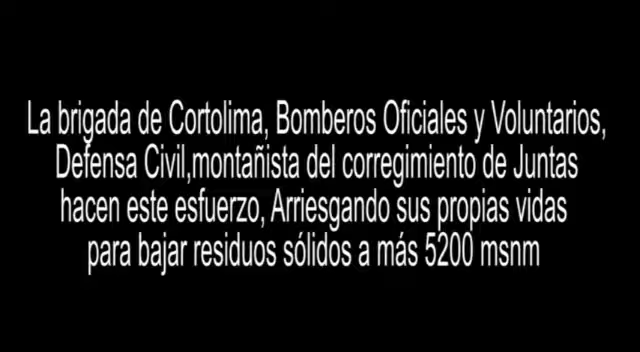 La brigada de Cortolima, Bomberos Oficiales y Voluntarios,
Defensa Civil,montañista del corregimiento de Juntas
hacen este esfuerzo, Arriesgando sus propias vidas
para bajar residuos sólidos a más 5200 msnm